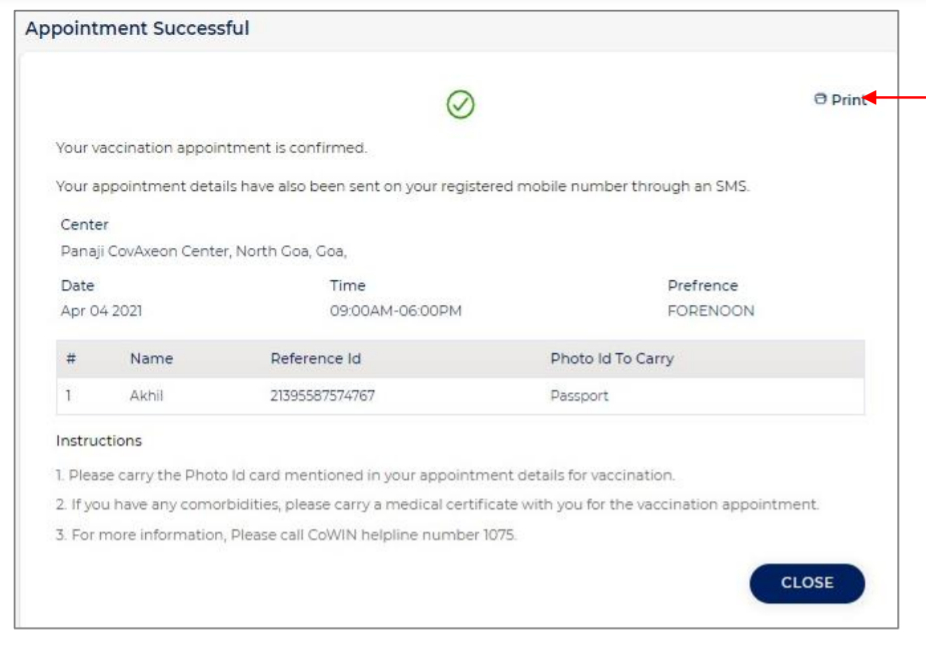 Appointment Successful
Print
Your vaccination appointment is confirmed.
Your appointment details have also been sent on your registered mobile number through an SMS.
Center
Panaji CovAxeon Center, North Goa, Goa,
Date Time Prefrence
Apr 04 2021 09:00AM-06:00PM FORENOON
# Name Reference Id Photo Id To Carry
1 Akhil 21395587574767 Passport
Instructions
1. Please carry the Photo Id card mentioned in your appointment details for vaccination.
2. If you have any comorbidities, please carry a medical certificate with you for the vaccination appointment.
3. For more information, Please call CoWIN helpline number 1075.
CLOSE